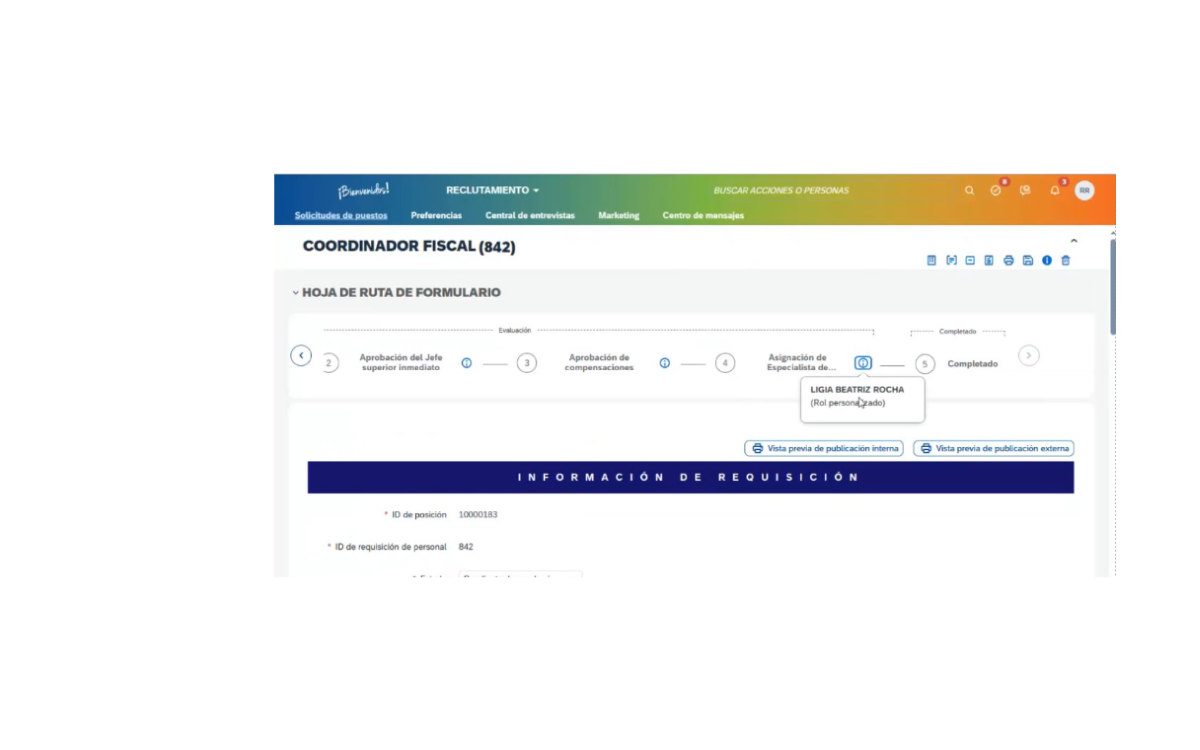 ¡Bienvenidos!
RECLUTAMIENTO
BUSCAR ACCIONES O PERSONAS
8
3
RR
Solicitudes de puestos Preferencias Central de entrevistas Marketing Centro de mensajes
COORDINADOR FISCAL (842)
HOJA DE RUTA DE FORMULARIO
Evaluación
Completado
2 Aprobación del Jefe superior inmediato
3 Aprobación de compensaciones
4 Asignación de Especialista de...
5 Completado
LIGIA BEATRIZ ROCHA
(Rol personalizado)
Vista previa de publicación interna Vista previa de publicación externa
INFORMACIÓN DE REQUISICIÓN
* ID de posición 10000183
* ID de requisición de personal 842